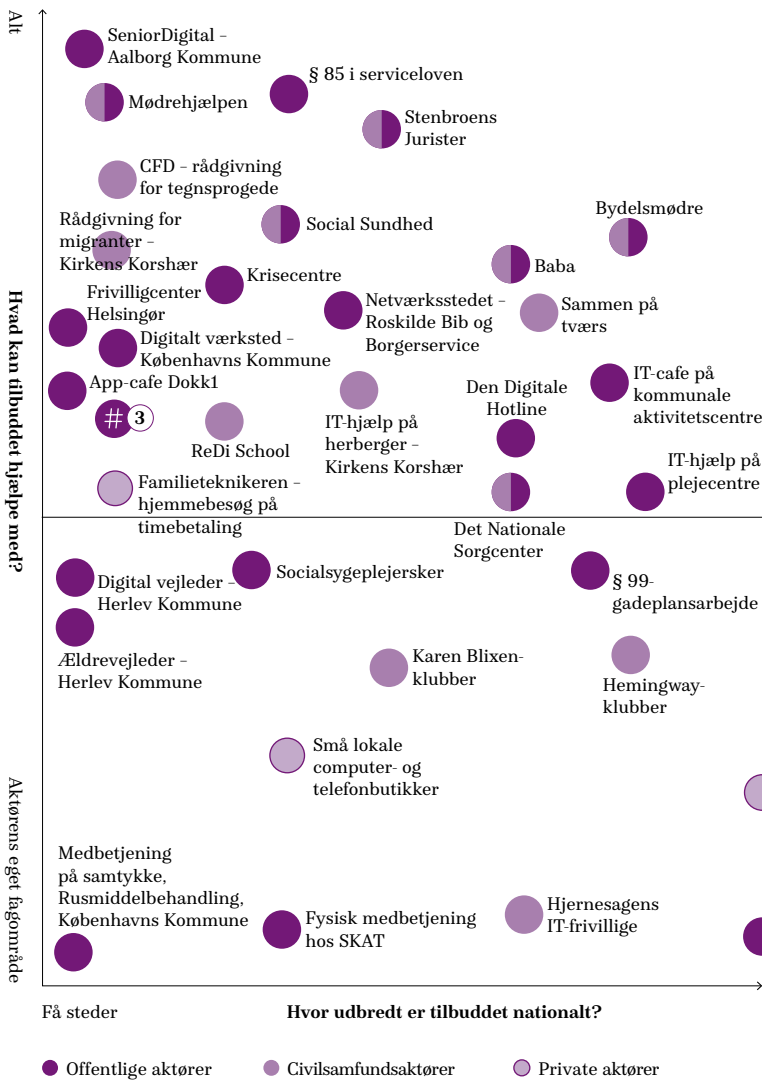 Alt
SeniorDigital –
Aalborg Kommune
§ 85 i serviceloven
Mødrehjælpen
Stenbroens
Jurister
CFD – rådgivning
for tegnsprogede
Rådgivning for
migranter –
Kirkens Korshær
Social Sundhed
Bydelsmødre
Baba
Krisecentre
Frivilligcenter
Helsingør
Netværksstedet –
Roskilde Bib og
Borgerservice
Sammen på
tværs
Digitalt værksted –
Københavns Kommune
App-cafe Dokk1
# 3
ReDi School
IT-hjælp på
herberger –
Kirkens Korshær
Den Digitale
Hotline
IT-cafe på
kommunale
aktivitetscentre
IT-hjælp på
plejecentre
Familieteknikeren –
hjemmebesøg på
timebetaling
Det Nationale
Sorgcenter
Hvad kan tilbuddet hjælpe med?
Digital vejleder –
Herlev Kommune
Socialsygeplejersker
§ 99-
gadeplansarbejde
Ældrevejleder –
Herlev Kommune
Karen Blixen-
klubber
Hemingway-
klubber
Små lokale
computer- og
telefonbutikker
Aktørens eget fagområde
Medbetjening
på samtykke,
Rusmiddelbehandling,
Københavns Kommune
Fysisk medbetjening
hos SKAT
Hjernesagens
IT-frivillige
Få steder
Hvor udbredt er tilbuddet nationalt?
Offentlige aktører
Civilsamfundsaktører
Private aktører